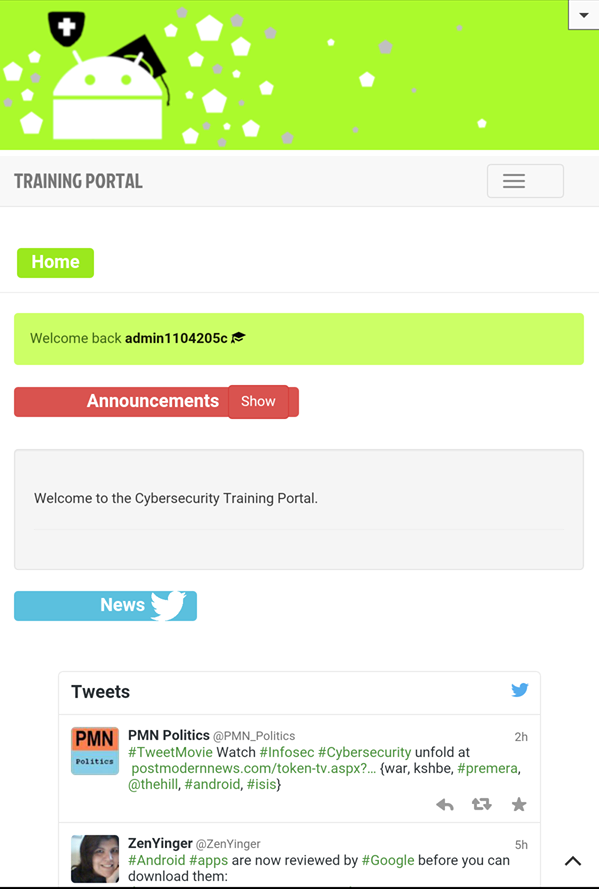 TRAINING PORTAL
Home
Welcome back admin1104205c
Announcements Show
Welcome to the Cybersecurity Training Portal.
News
Tweets
PMN Politics @PMN_Politics 2h
PMN
Politics
#TweetMovie Watch #Infosec #Cybersecurity unfold at
postmodernnews.com/token-tv.aspx?… {war, kshbe, #premera,
@thehill, #android, #isis}
ZenYinger @ZenYinger 5h
#Android #apps are now reviewed by #Google before you can
download them: